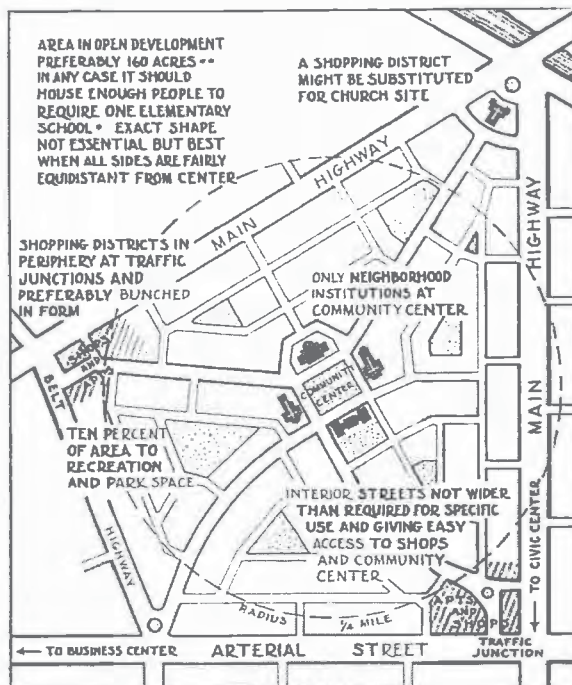 AREA IN OPEN DEVELOPMENT
PREFERABLY 160 ACRES --
IN ANY CASE IT SHOULD
HOUSE ENOUGH PEOPLE TO
REQUIRE ONE ELEMENTARY
SCHOOL • EXACT SHAPE
NOT ESSENTIAL BUT BEST
WHEN ALL SIDES ARE FAIRLY
EQUIDISTANT FROM CENTER
A SHOPPING DISTRICT
MIGHT BE SUBSTITUTED
FOR CHURCH SITE
MAIN HIGHWAY
HIGHWAY
MAIN
SHOPPING DISTRICTS IN
PERIPHERY AT TRAFFIC
JUNCTIONS AND
PREFERABLY BUNCHED
IN FORM
ONLY NEIGHBORHOOD
INSTITUTIONS AT
COMMUNITY CENTER
SHOPS
AND
APTS
BELT
HIGHWAY
COMMUNITY
CENTER
TEN PERCENT
OF AREA TO
RECREATION
AND PARK SPACE
INTERIOR STREETS NOT WIDER
THAN REQUIRED FOR SPECIFIC
USE AND GIVING EASY
ACCESS TO SHOPS
AND COMMUNITY
CENTER
TO CIVIC CENTER
RADIUS 1/4 MILE
APTS
AND
SHOPS
← TO BUSINESS CENTER ARTERIAL STREET
TRAFFIC
JUNCTION